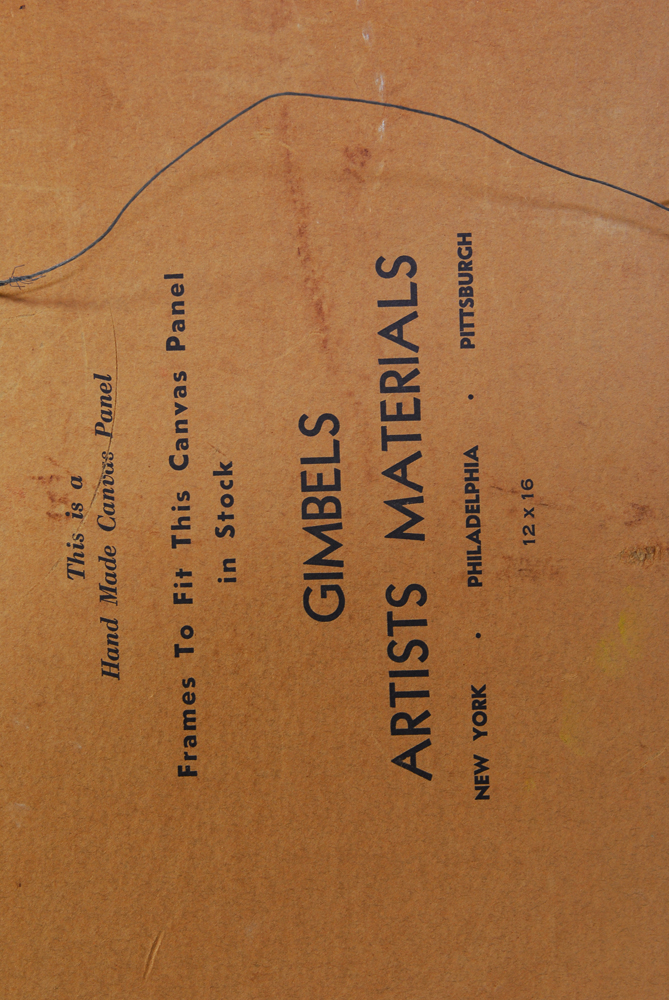 This is a
Hand Made Canvas Panel
Frames To Fit This Canvas Panel
in Stock
GIMBELS
ARTISTS MATERIALS
NEW YORK . PHILADELPHIA . PITTSBURGH
12 x 16